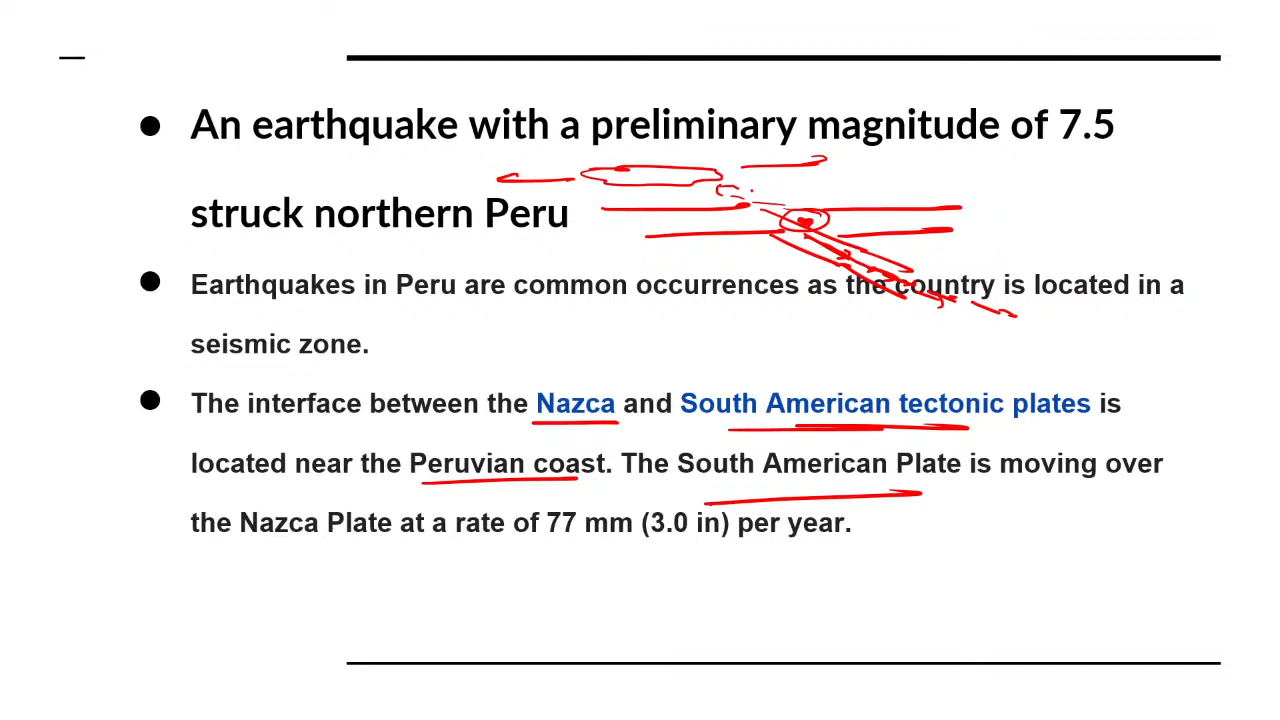 An earthquake with a preliminary magnitude of 7.5
struck northern Peru
Earthquakes in Peru are common occurrences as the country is located in a
seismic zone.
The interface between the Nazca and South American tectonic plates is
located near the Peruvian coast. The South American Plate is moving over
the Nazca Plate at a rate of 77 mm (3.0 in) per year.